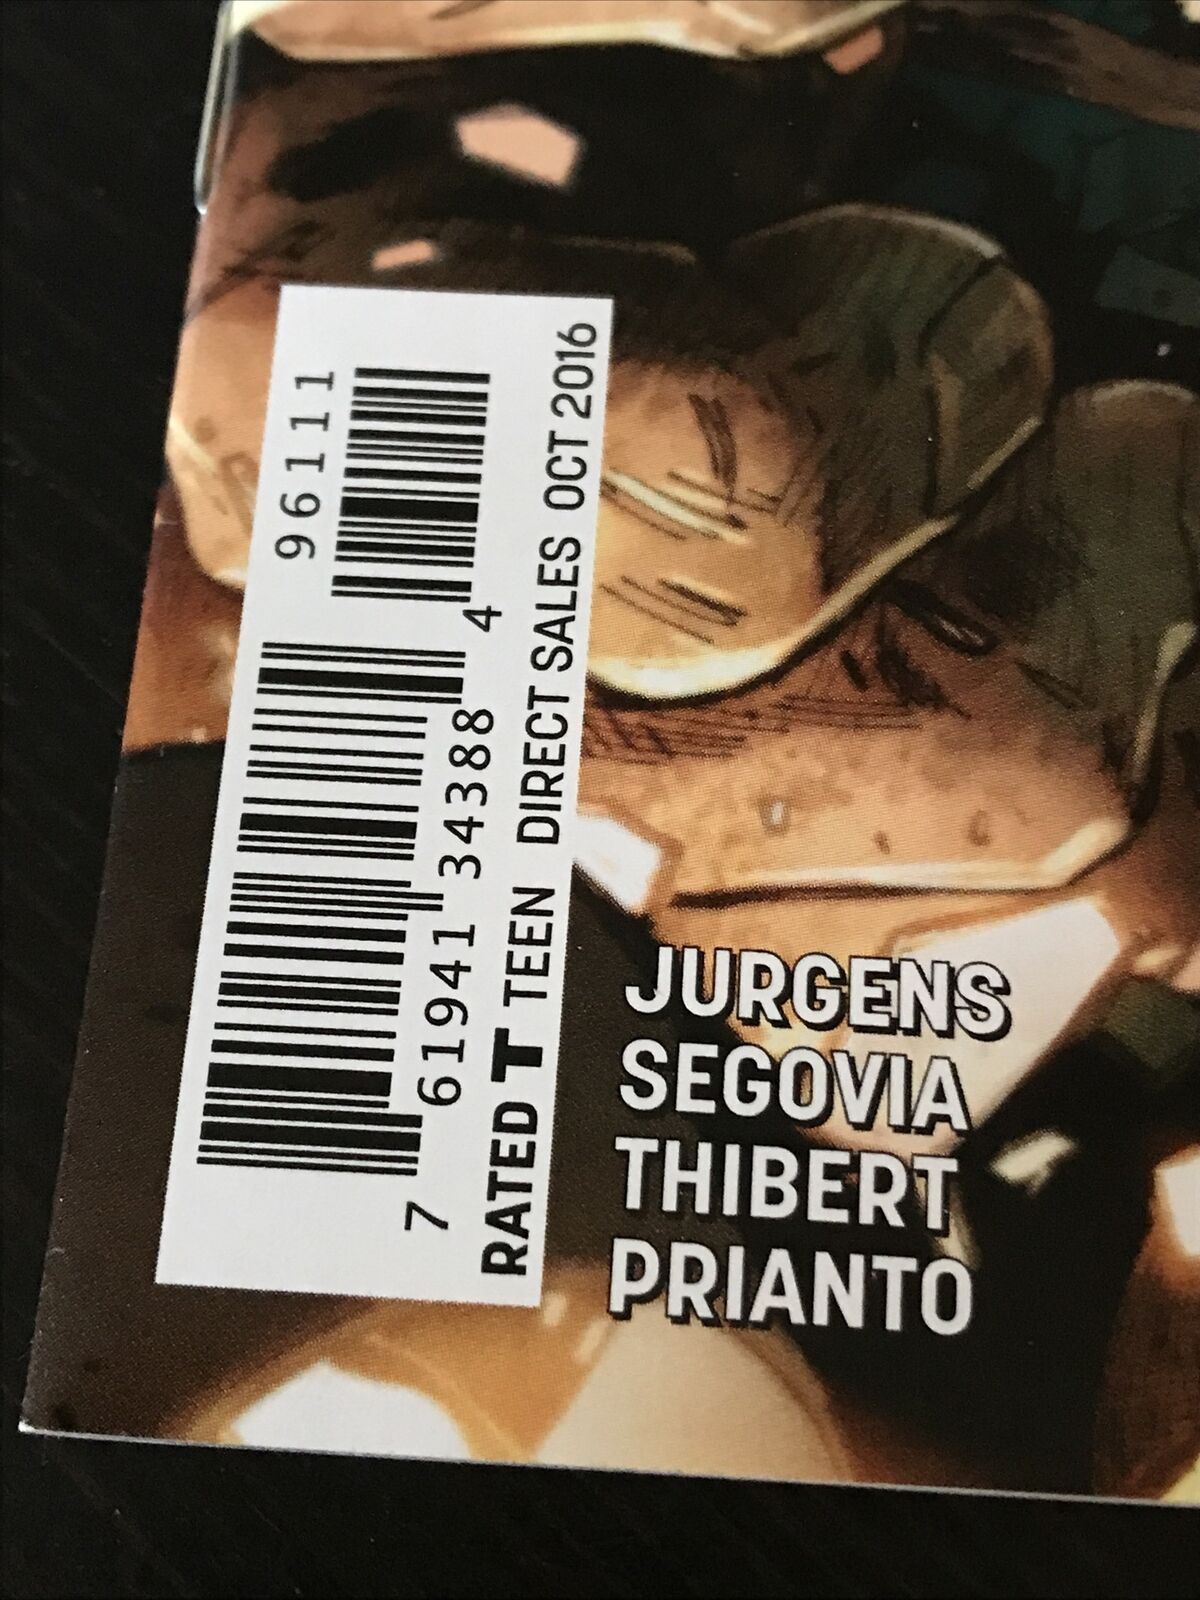 96111
7 61941 34388 4
RATED T TEEN DIRECT SALES OCT 2016
JURGENS
SEGOVIA
THIBERT
PRIANTO